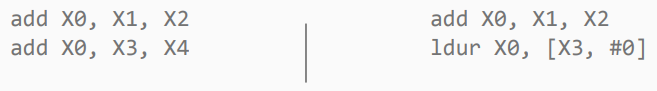 add X0, X1, X2
add X0, X3, X4
add X0, X1, X2
ldur X0, [X3, #0]